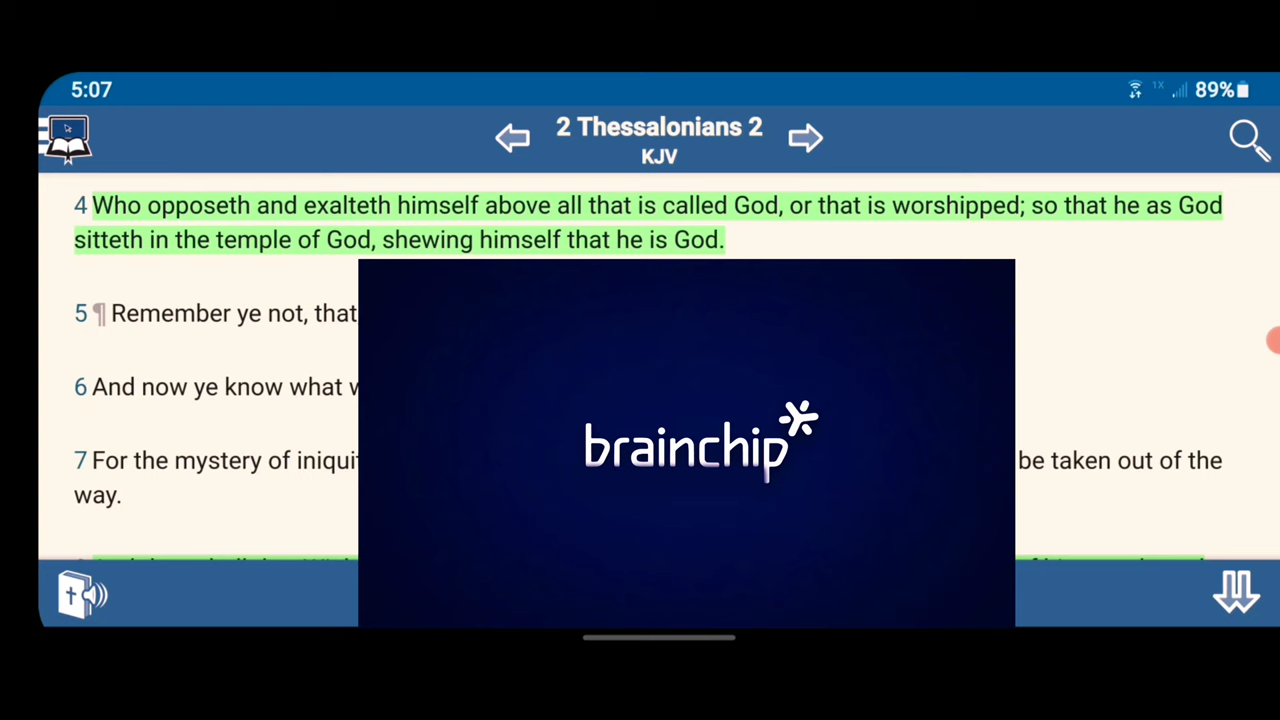 5:07
1X
89%
2 Thessalonians 2
KJV
4 Who opposeth and exalteth himself above all that is called God, or that is worshipped; so that he as God
sitteth in the temple of God, shewing himself that he is God.
5 ¶ Remember ye not, that,
6 And now ye know what
7 For the mystery of be taken out of the
way.
brainchip